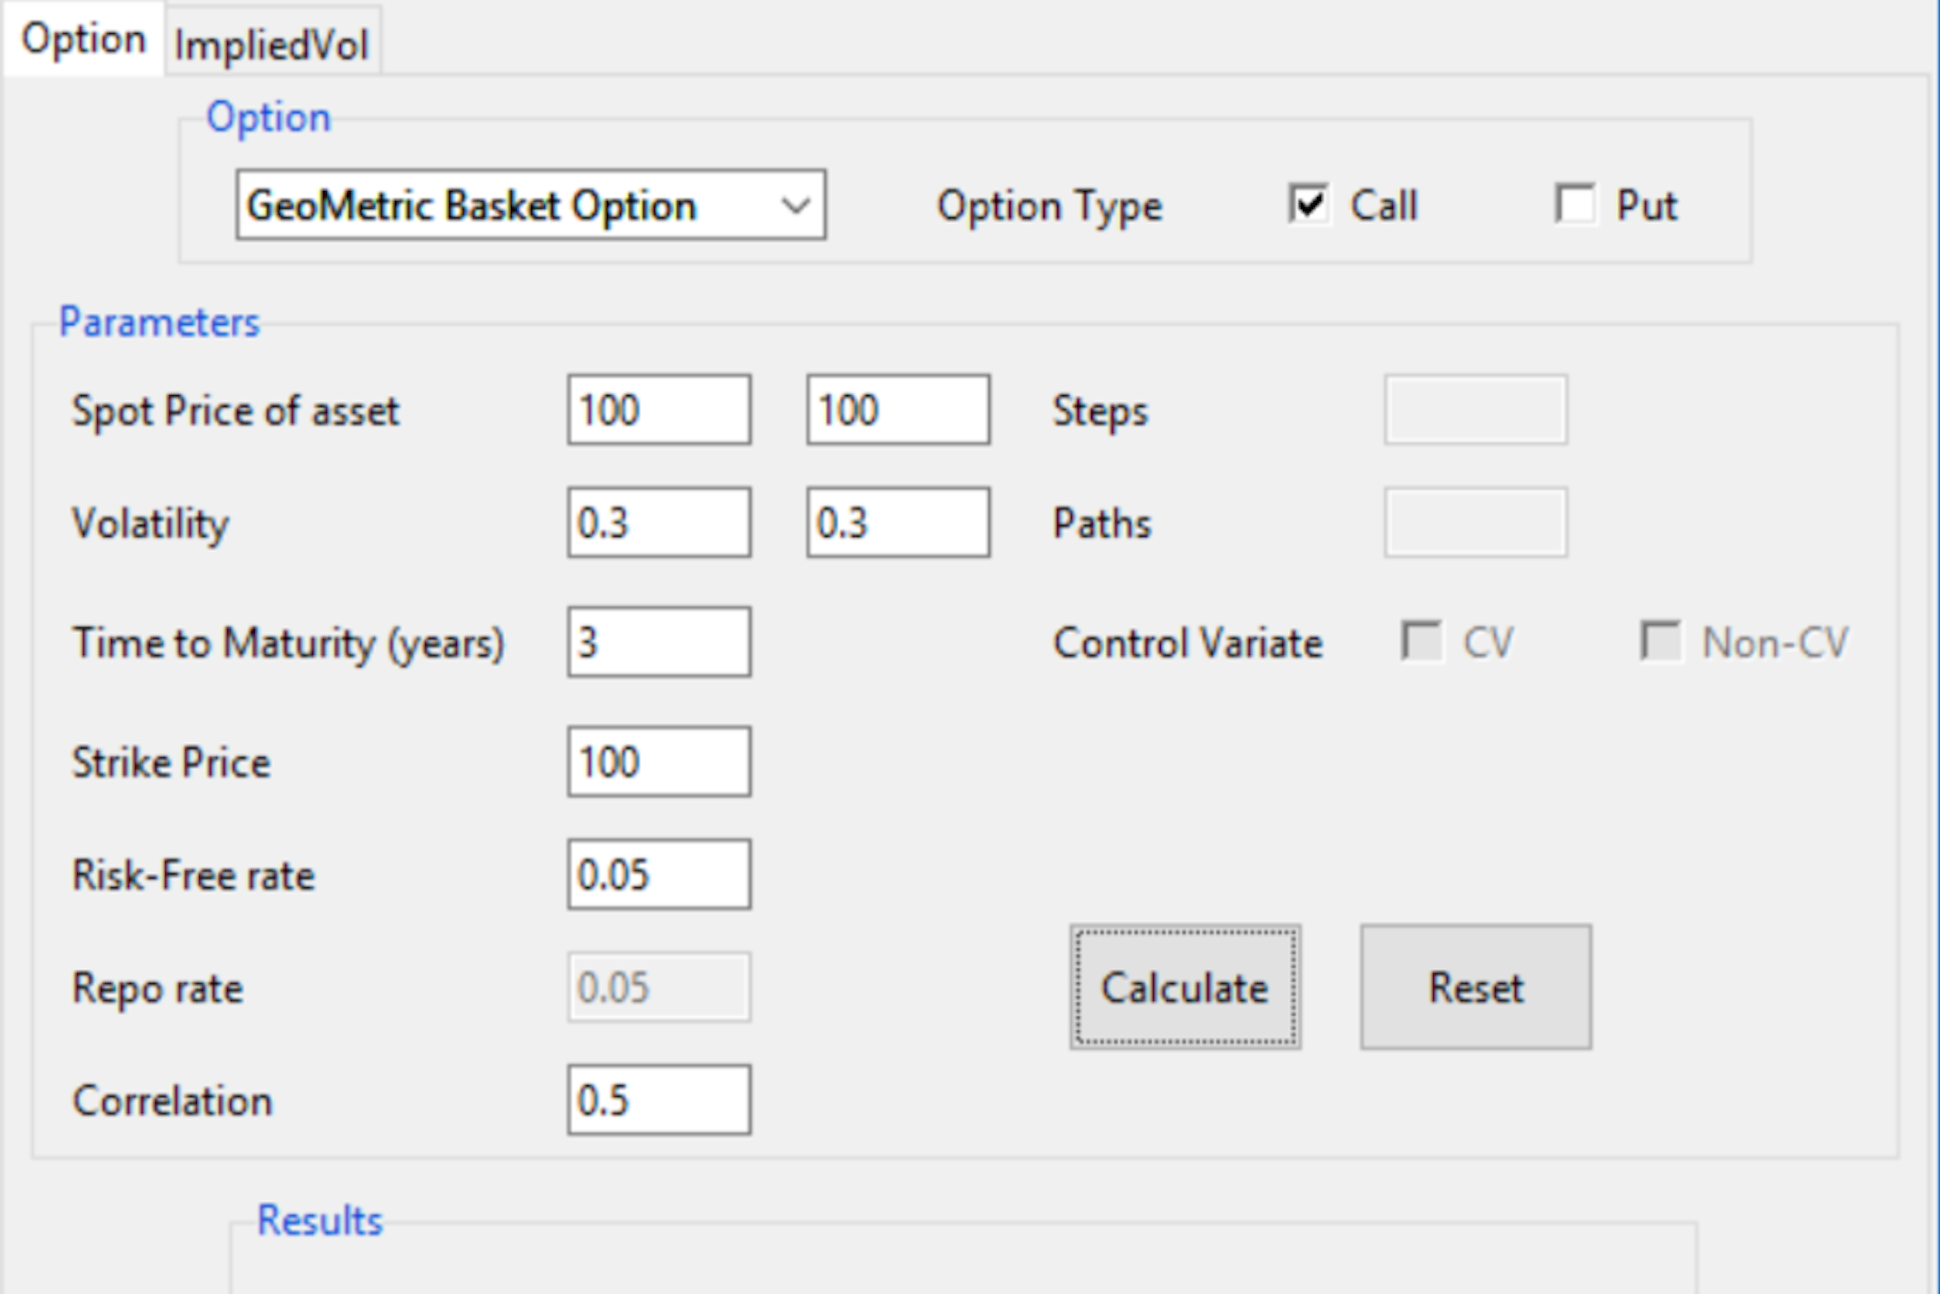 Option ImpliedVol
Option
GeoMetric Basket Option Option Type Call Put
Parameters
Spot Price of asset 100 100 Steps
Volatility 0.3 0.3 Paths
Time to Maturity (years) 3 Control Variate CV Non-CV
Strike Price 100
Risk-Free rate 0.05
Repo rate 0.05 Calculate Reset
Correlation 0.5
Results